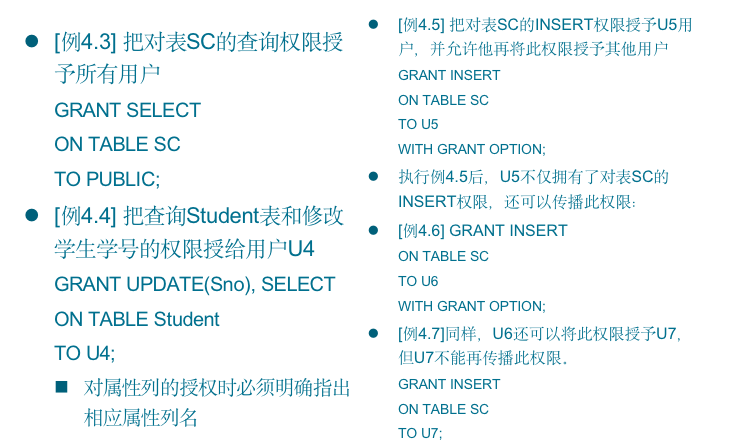 [例4.3] 把对表SC的查询权限授
予所有用户
GRANT SELECT
ON TABLE SC
TO PUBLIC;
[例4.4] 把查询Student表和修改
学生学号的权限授给用户U4
GRANT UPDATE(Sno), SELECT
ON TABLE Student
TO U4;
对属性列的授权时必须明确指出
相应属性列名
[例4.5] 把对表SC的INSERT权限授予U5用
户，并允许他再将此权限授予其他用户
GRANT INSERT
ON TABLE SC
TO U5
WITH GRANT OPTION;
执行例4.5后，U5不仅拥有了对表SC的
INSERT权限，还可以传播此权限：
[例4.6] GRANT INSERT
ON TABLE SC
TO U6
WITH GRANT OPTION;
[例4.7]同样，U6还可以将此权限授予U7，
但U7不能再传播此权限。
GRANT INSERT
ON TABLE SC
TO U7;